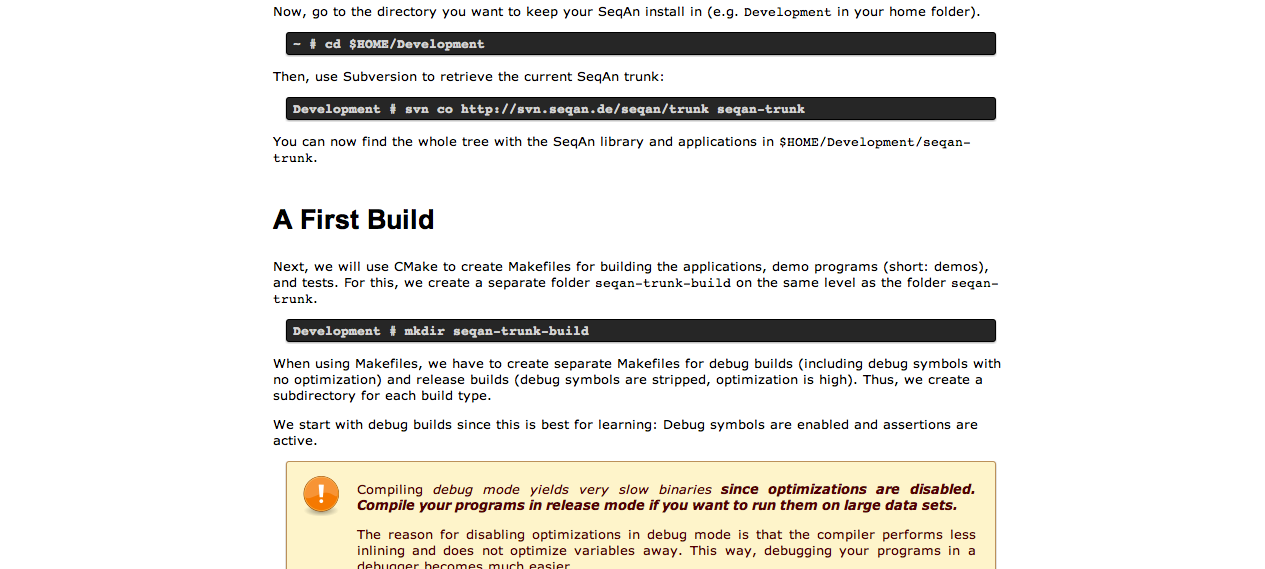 Now, go to the directory you want to keep your SeqAn install in (e.g. Development in your home folder).
~ # cd $HOME/Development
Then, use Subversion to retrieve the current SeqAn trunk:
Development # svn co http://svn.seqan.de/seqan/trunk seqan-trunk
You can now find the whole tree with the SeqAn library and applications in $HOME/Development/seqan-
trunk.
A First Build
Next, we will use CMake to create Makefiles for building the applications, demo programs (short: demos),
and tests. For this, we create a separate folder seqan-trunk-build on the same level as the folder seqan-
trunk.
Development # mkdir seqan-trunk-build
When using Makefiles, we have to create separate Makefiles for debug builds (including debug symbols with
no optimization) and release builds (debug symbols are stripped, optimization is high). Thus, we create a
subdirectory for each build type.
We start with debug builds since this is best for learning: Debug symbols are enabled and assertions are
active.
Compiling debug mode yields very slow binaries since optimizations are disabled.
Compile your programs in release mode if you want to run them on large data sets.
The reason for disabling optimizations in debug mode is that the compiler performs less
inlining and does not optimize variables away. This way, debugging your programs in a
debugger becomes much easier.